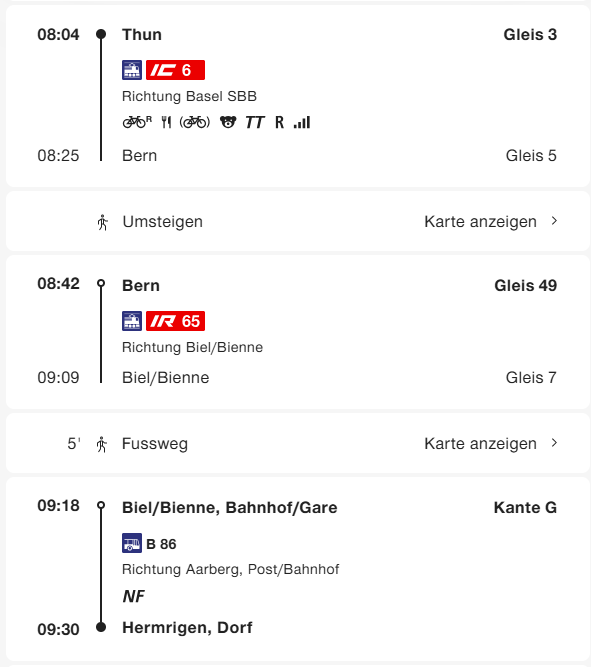 08:04 Thun Gleis 3
IC 6
Richtung Basel SBB
R TT R
08:25 Bern Gleis 5
Umsteigen Karte anzeigen
08:42 Bern Gleis 49
IR 65
Richtung Biel/Bienne
09:09 Biel/Bienne Gleis 7
5' Fussweg Karte anzeigen
09:18 Biel/Bienne, Bahnhof/Gare Kante G
B 86
Richtung Aarberg, Post/Bahnhof
NF
09:30 Hermrigen, Dorf